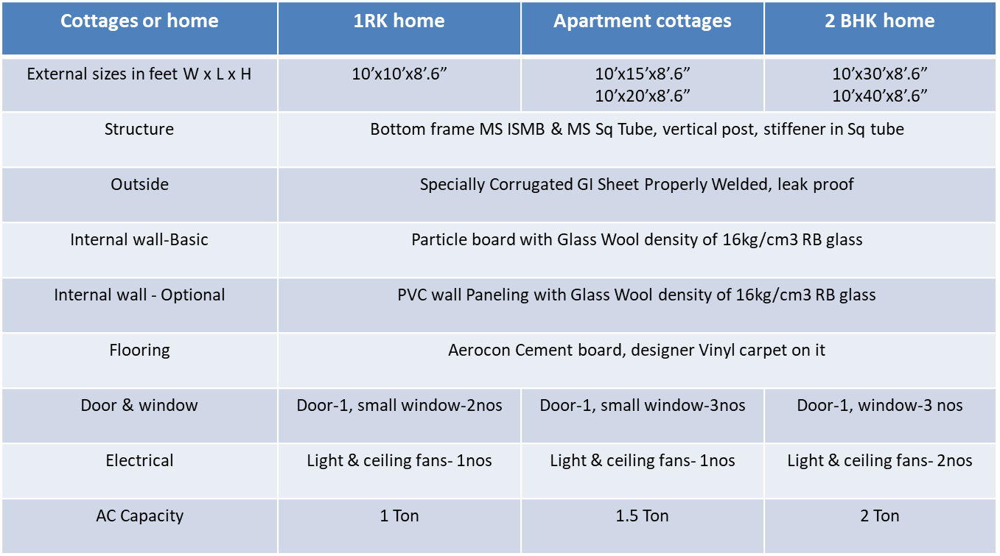 Cottages or home 1RK home Apartment cottages 2 BHK home
External sizes in feet W x L x H 10’x10’x8’.6” 10’x15’x8’.6” 10’x30’x8’.6”
10’x20’x8’.6” 10’x40’x8’.6”
Structure Bottom frame MS ISMB & MS Sq Tube, vertical post, stiffener in Sq tube
Outside Specially Corrugated GI Sheet Properly Welded, leak proof
Internal wall-Basic Particle board with Glass Wool density of 16kg/cm3 RB glass
Internal wall - Optional PVC wall Paneling with Glass Wool density of 16kg/cm3 RB glass
Flooring Aerocon Cement board, designer Vinyl carpet on it
Door & window Door-1, small window-2nos Door-1, small window-3nos Door-1, window-3 nos
Electrical Light & ceiling fans- 1nos Light & ceiling fans- 1nos Light & ceiling fans- 2nos
AC Capacity 1 Ton 1.5 Ton 2 Ton